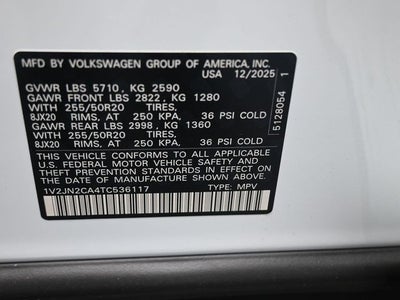 MFD BY VOLKSWAGEN GROUP OF AMERICA, INC.
USA 12/2025
GVWR LBS 5710, KG 2590
GAWR FRONT LBS 2822, KG 1280
WITH 255/50R20 TIRES,
8JX20 RIMS, AT 250 KPA, 36 PSI COLD
GAWR REAR LBS 2998, KG 1360
WITH 255/50R20 TIRES,
8JX20 RIMS, AT 250 KPA, 36 PSI COLD
THIS VEHICLE CONFORMS TO ALL APPLICABLE
U.S. FEDERAL MOTOR VEHICLE SAFETY AND
THEFT PREVENTION STANDARDS IN EFFECT ON
THE DATE OF MANUFACTURE SHOWN ABOVE.
1V2JN2CA4TC536117 TYPE: MPV
5128054 1